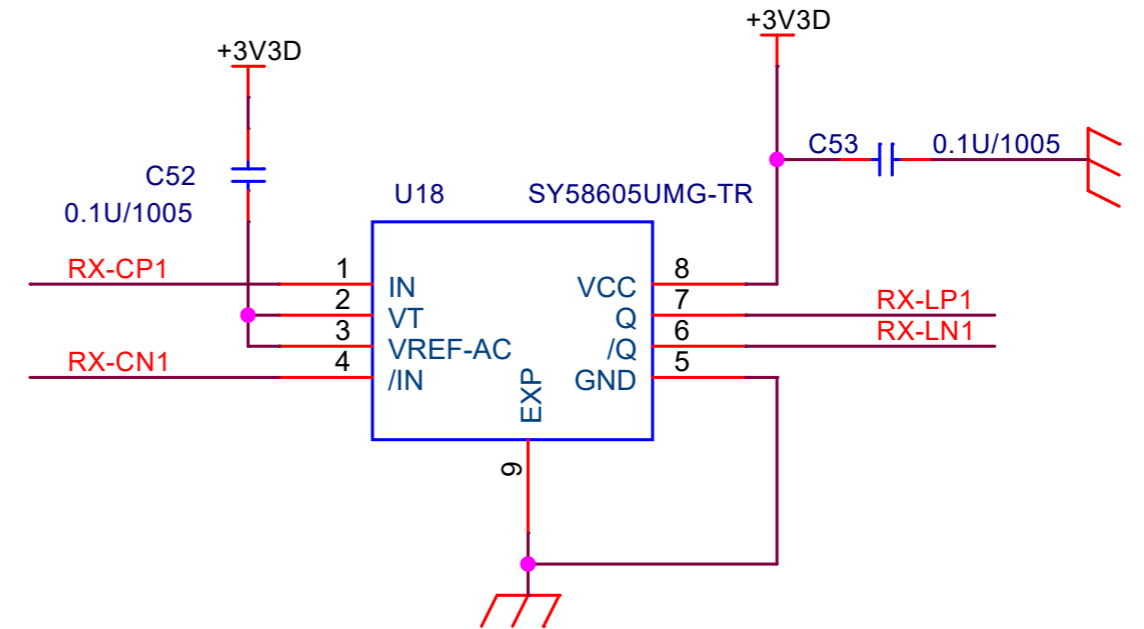 +3V3D
+3V3D
C53
0.1U/1005
C52
0.1U/1005
U18
SY58605UMG-TR
RX-CP1
1
IN
VCC
8
2
VT
Q
7
RX-LP1
3
VREF-AC
/Q
6
RX-LN1
RX-CN1
4
/IN
GND
5
EXP
9